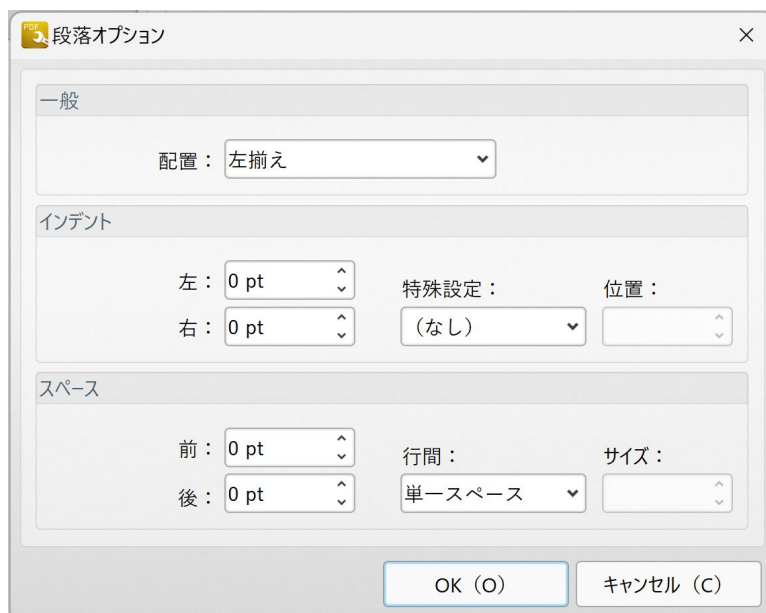 PDF
段落オプション
一般
配置： 左揃え
インデント
左： 0 pt
特殊設定： 位置：
右： 0 pt （なし）
スペース
前： 0 pt
行間： サイズ：
後： 0 pt 単一スペース
OK（O） キャンセル（C）